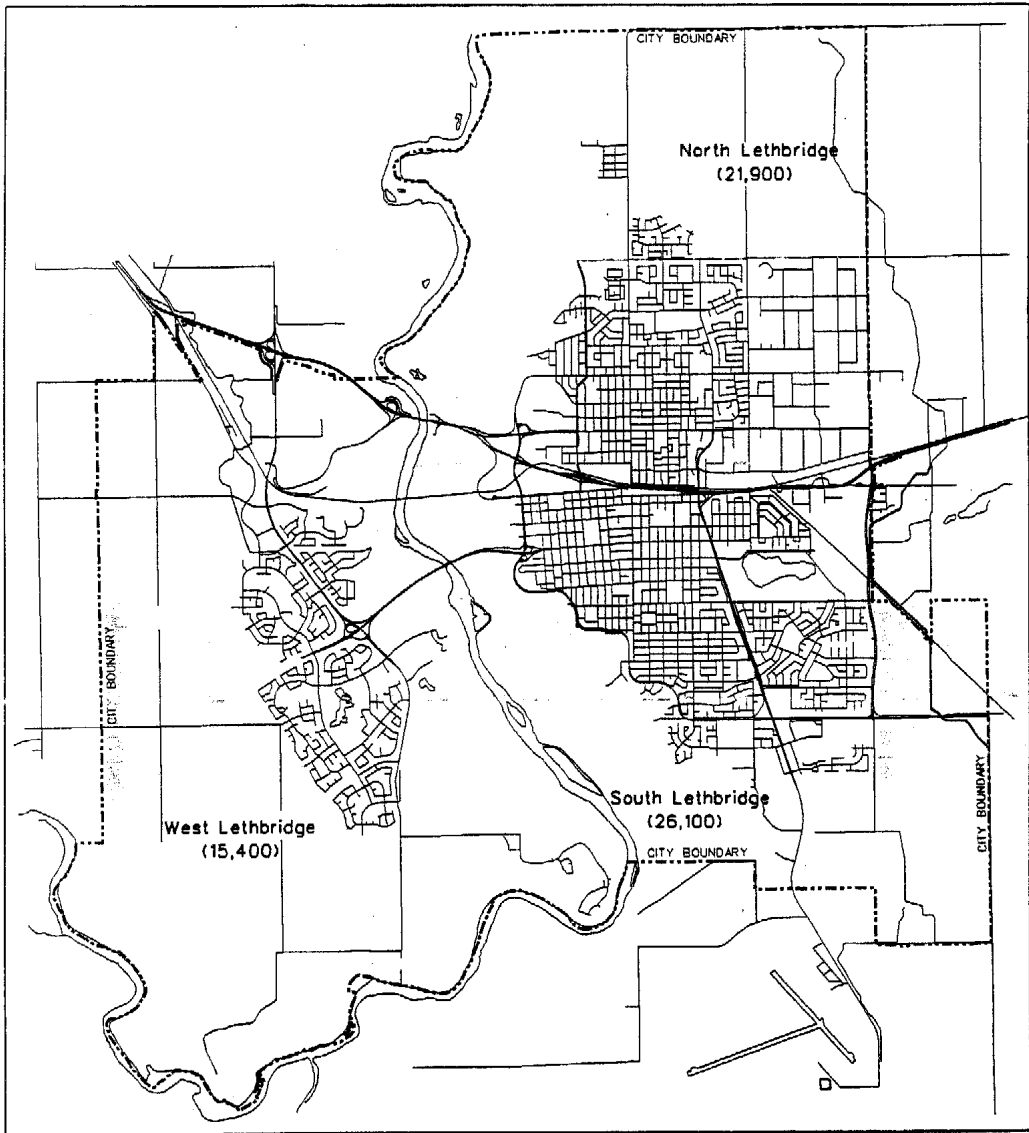 CITY BOUNDARY
North Lethbridge
(21,900)
CITY BOUNDARY
South Lethbridge
(26,100)
West Lethbridge
(15,400)
CITY BOUNDARY
CITY BOUNDARY